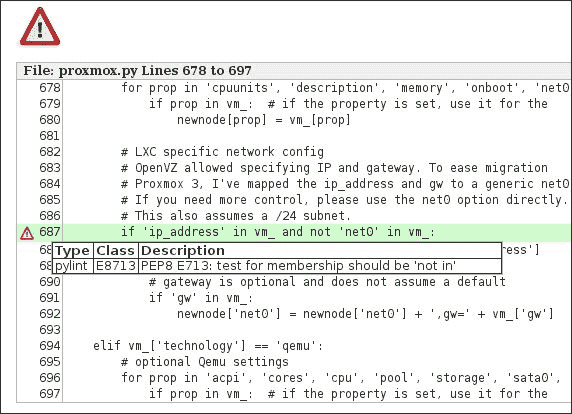 File: proxmox.py Lines 678 to 697
678 for prop in 'cpuunits', 'description', 'memory', 'onboot', 'net0
679 if prop in vm_: # if the property is set, use it for the
680 newnode[prop] = vm_[prop]
681
682 # LXC specific network config
683 # OpenVZ allowed specifying IP and gateway. To ease migration
684 # Proxmox 3, I've mapped the ip_address and gw to a generic net0
685 # If you need more control, please use the net0 option directly.
686 # This also assumes a /24 subnet.
687 if 'ip_address' in vm_ and not 'net0' in vm_:
68 ress']
Type Class Description
68
pylint E8713 PEP8 E713: test for membership should be 'not in'
690 # gateway is optional and does not assume a default
691 if 'gw' in vm_:
692 newnode['net0'] = newnode['net0'] + ',gw=' + vm_['gw']
693
694 elif vm_['technology'] == 'qemu':
695 # optional Qemu settings
696 for prop in 'acpi', 'cores', 'cpu', 'pool', 'storage', 'sata0',
697 if prop in vm_: # if the property is set, use it for the